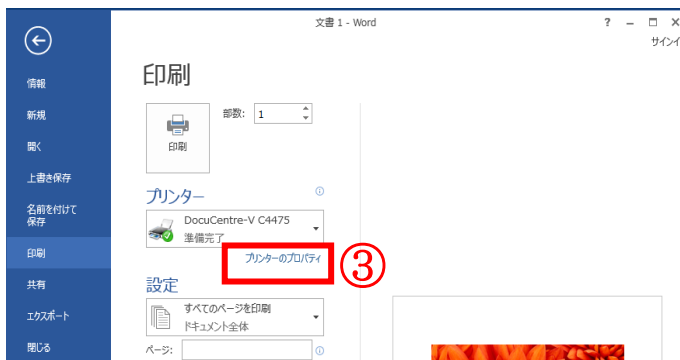 文書 1 - Word
?
サインイ
情報
新規
開く
上書き保存
名前を付けて
保存
印刷
共有
エクスポート
閉じる
印刷
部数: 1
印刷
プリンター
DocuCentre-V C4475
準備完了
プリンターのプロパティ
③
設定
すべてのページを印刷
ドキュメント全体
ページ: